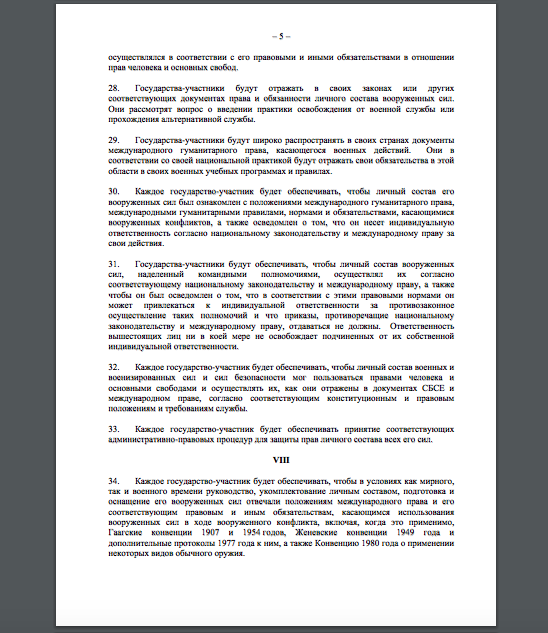 – 5 –
осуществлялся в соответствии с его правовыми и иными обязательствами в отношении
прав человека и основных свобод.
28. Государства-участники будут отражать в своих законах или других
соответствующих документах права и обязанности личного состава вооруженных сил.
Они рассмотрят вопрос о введении практики освобождения от военной службы или
прохождения альтернативной службы.
29. Государства-участники будут широко распространять в своих странах документы
международного гуманитарного права, касающегося военных действий. Они в
соответствии со своей национальной практикой будут отражать свои обязательства в этой
области в своих военных учебных программах и правилах.
30. Каждое государство-участник будет обеспечивать, чтобы личный состав его
вооруженных сил был ознакомлен с положениями международного гуманитарного права,
международными гуманитарными правилами, нормами и обязательствами, касающимися
вооруженных конфликтов, а также осведомлен о том, что он несет индивидуальную
ответственность согласно национальному законодательству и международному праву за
свои действия.
31. Государства-участники будут обеспечивать, чтобы личный состав вооруженных
сил, наделенный командными полномочиями, осуществлял их согласно
соответствующему национальному законодательству и международному праву, а также
чтобы он был осведомлен о том, что в соответствии с этими правовыми нормами он
может привлекаться к индивидуальной ответственности за противозаконное
осуществление таких полномочий и что приказы, противоречащие национальному
законодательству и международному праву, отдаваться не должны. Ответственность
вышестоящих лиц ни в коей мере не освобождает подчиненных от их собственной
индивидуальной ответственности.
32. Каждое государство-участник будет обеспечивать, чтобы личный состав военных и
военизированных сил и сил безопасности мог пользоваться правами человека и
основными свободами и осуществлять их, как они отражены в документах СБСЕ и
международном праве, согласно соответствующим конституционным и правовым
положениям и требованиям службы.
33. Каждое государство-участник будет обеспечивать принятие соответствующих
административно-правовых процедур для защиты прав личного состава всех его сил.
VIII
34. Каждое государство-участник будет обеспечивать, чтобы в условиях как мирного,
так и военного времени руководство, укомплектование личным составом, подготовка и
оснащение его вооруженных сил отвечали положениям международного права и его
соответствующим правовым и иным обязательствам, касающимся использования
вооруженных сил в ходе вооруженного конфликта, включая, когда это применимо,
Гаагские конвенции 1907 и 1954 годов, Женевские конвенции 1949 года и
дополнительные протоколы 1977 года к ним, а также Конвенцию 1980 года о применении
некоторых видов обычного оружия.